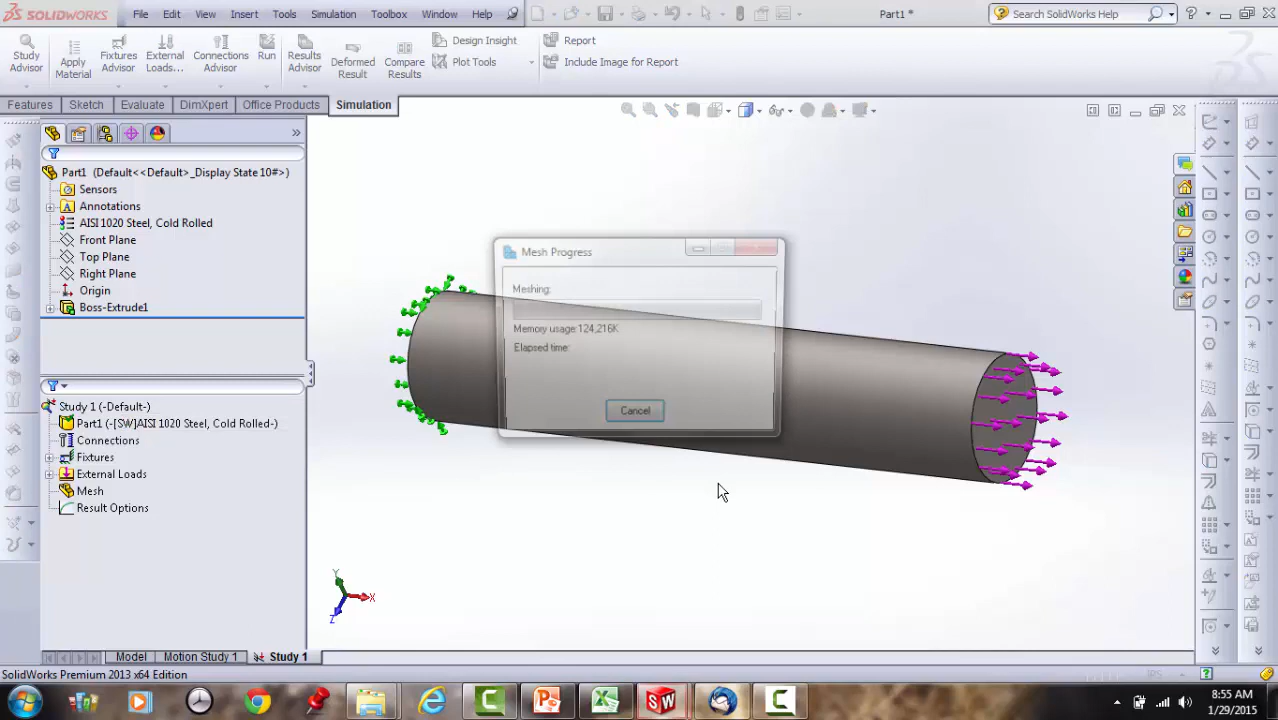 SOLIDWORKS File Edit View Insert Tools Simulation Toolbox Window Help Part1 * Search SolidWorks Help
Study Advisor
Apply Material
Fixtures Advisor
External Loads...
Connections Advisor
Run
Results Advisor
Deformed Result
Compare Results
Design Insight
Plot Tools
Report
Include Image for Report
Features Sketch Evaluate DimXpert Office Products Simulation
Part1 (Default<<Default>_Display State 10#>)
Sensors
Annotations
AISI 1020 Steel, Cold Rolled
Front Plane
Top Plane
Right Plane
Origin
Boss-Extrude1
Study 1 (-Default-)
Part1 (-[SW]AISI 1020 Steel, Cold Rolled-)
Connections
Fixtures
External Loads
Mesh
Result Options
Mesh Progress
Meshing:
Memory usage:124,216K
Elapsed time:
Cancel
Y
X
Z
Model Motion Study 1 Study 1
SolidWorks Premium 2013 x64 Edition
8:55 AM
1/29/2015